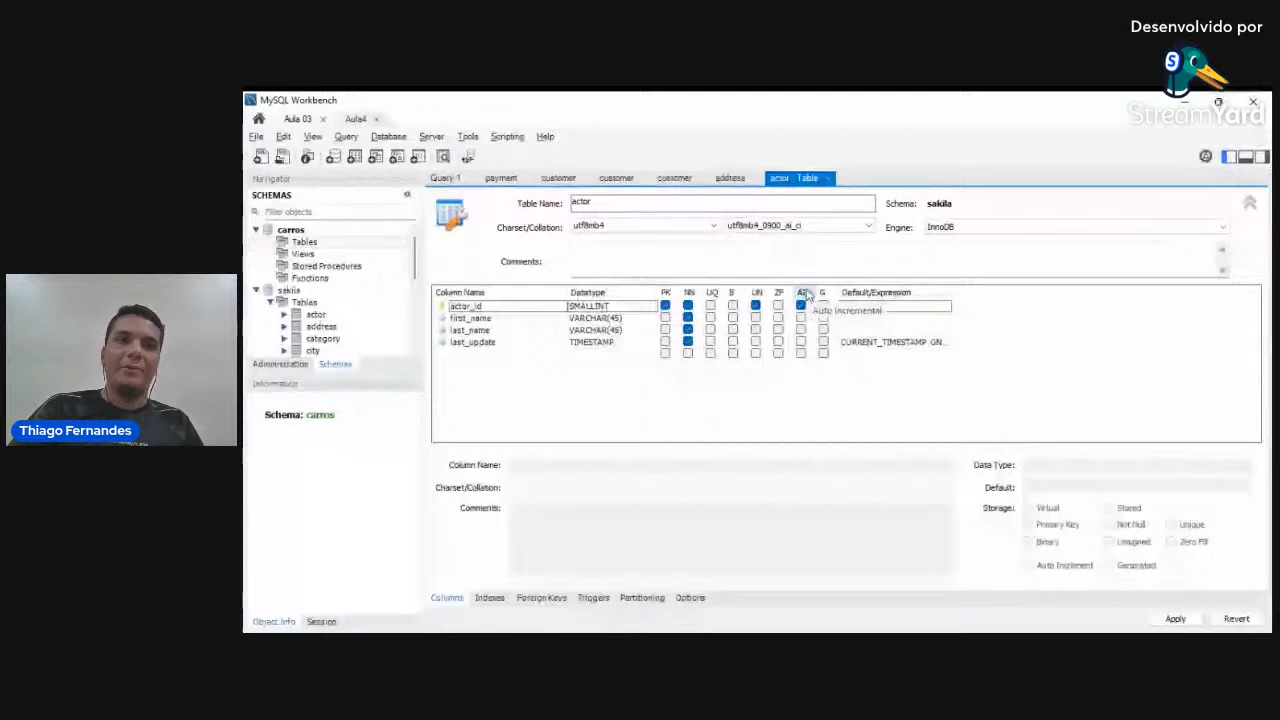 Desenvolvido por
S
StreamYard
MySQL Workbench
Aula 03
Aula4
File Edit View Query Database Server Tools Scripting Help
Navigator
SCHEMAS
Filter objects
carros
Tables
Views
Stored Procedures
Functions
sakila
Tables
actor
address
category
city
Administration Schemas
Information
Schema: carros
Object Info Session
Query 1 payment customer customer customer address actor - Table
Table Name: actor Schema: sakila
Charset/Collation: utf8mb4 utf8mb4_0900_ai_ci Engine: InnoDB
Comments:
Column Name Datatype PK NN UQ B UN ZF AI G Default/Expression
actor_id SMALLINT
Auto Incremental
first_name VARCHAR(45)
last_name VARCHAR(45)
last_update TIMESTAMP CURRENT_TIMESTAMP ON...
Column Name: Data Type:
Charset/Collation: Default:
Comments: Storage: Virtual Stored
Primary Key Not Null Unique
Binary Unsigned Zero Fill
Auto Increment Generated
Columns Indexes Foreign Keys Triggers Partitioning Options
Apply Revert
Thiago Fernandes